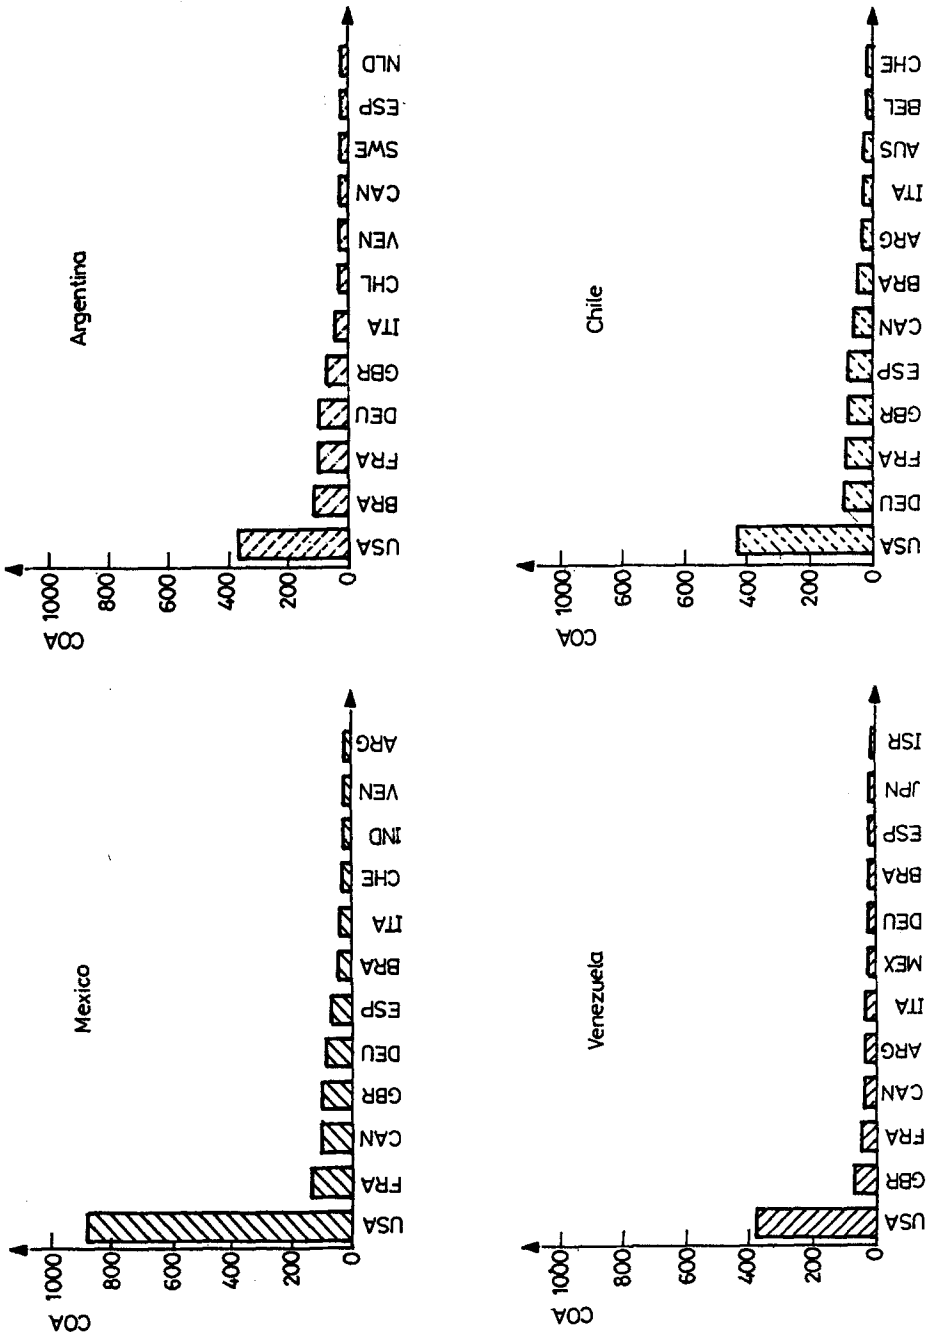 Mexico
COA
1000
800
600
400
200
0
USA FRA CAN GBR DEU ESP BRA ITA CHE IND VEN ARG
Argentina
COA
1000
800
600
400
200
0
USA BRA FRA DEU GBR ITA CHL VEN CAN SWE ESP NLD
Venezuela
COA
1000
800
600
400
200
0
USA GBR FRA CAN ARG ITA MEX DEU BRA ESP JPN ISR
Chile
COA
1000
800
600
400
200
0
USA DEU FRA GBR ESP CAN BRA ARG ITA AUS BEL CHE